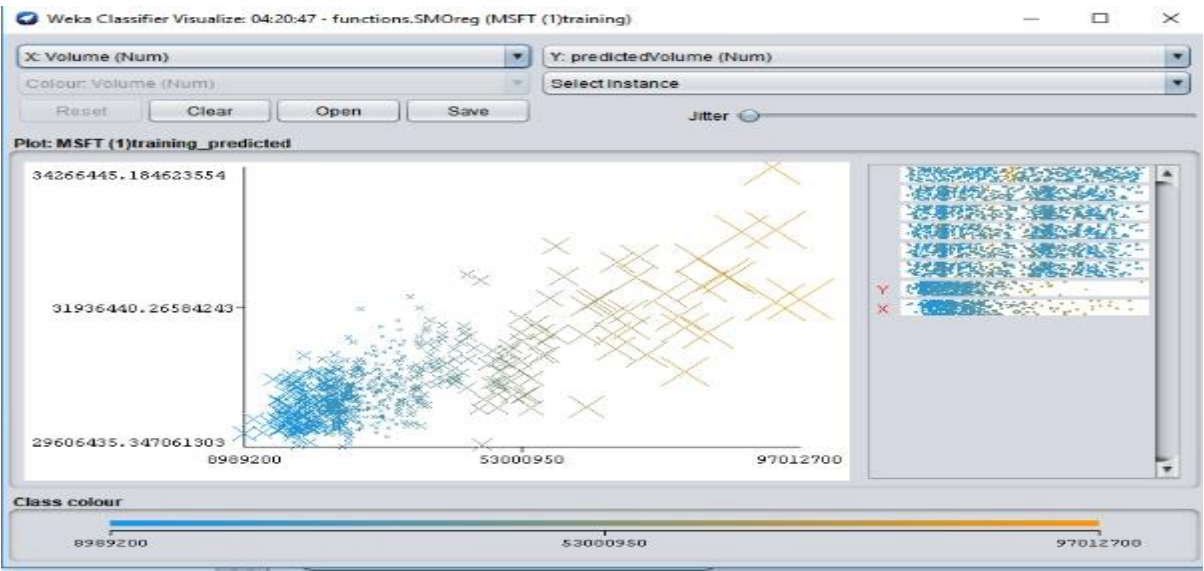 Weka Classifier Visualize: 04:20:47 - functions.SMOreg (MSFT (1)training)
X: Volume (Num)
Y: predictedVolume (Num)
Colour: Volume (Num)
Select Instance
Reset
Clear
Open
Save
Jitter
Plot: MSFT (1)training_predicted
34266445.184623554
31936440.26584243
29606435.347061303
8989200
53000950
97012700
Y
X
Class colour
8989200
53000950
97012700